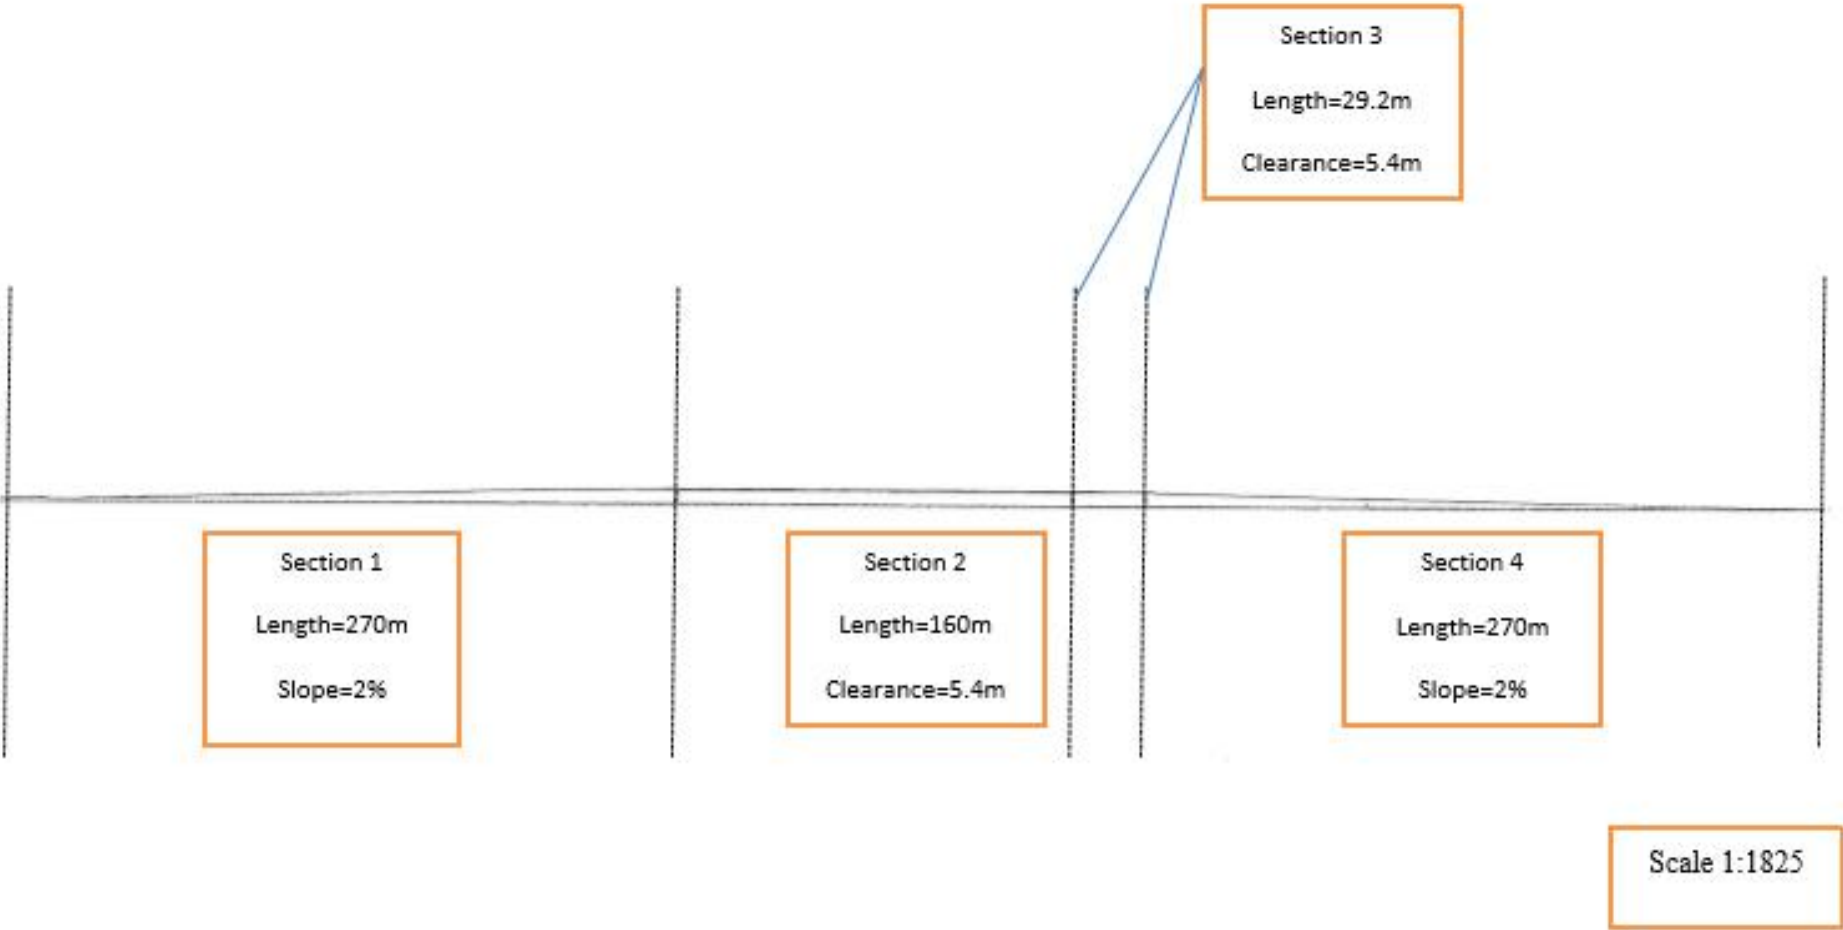 Section 3
Length=29.2m
Clearance=5.4m
Section 1
Length=270m
Slope=2%
Section 2
Length=160m
Clearance=5.4m
Section 4
Length=270m
Slope=2%
Scale 1:1825